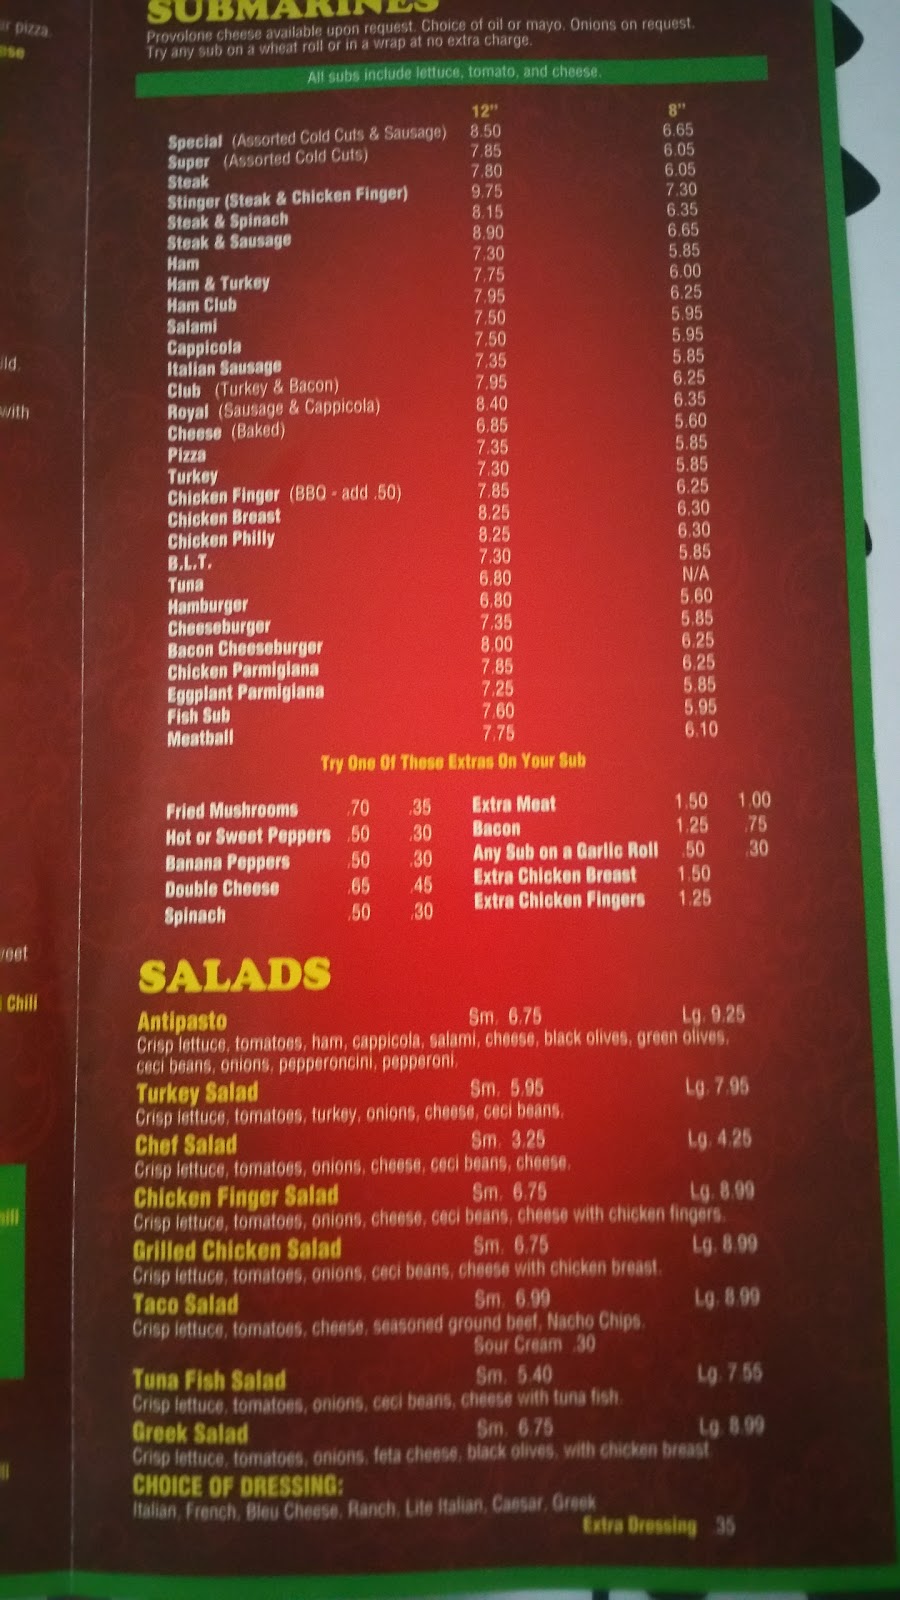 SUBMARINES
Provolone cheese available upon request. Choice of oil or mayo. Onions on request.
Try any sub on a wheat roll or in a wrap at no extra charge.
All subs include lettuce, tomato, and cheese.
12" 8"
Special (Assorted Cold Cuts & Sausage) 8.50 6.65
Super (Assorted Cold Cuts) 7.85 6.05
Steak 7.80 6.05
Stinger (Steak & Chicken Finger) 9.75 7.30
Steak & Spinach 8.15 6.35
Steak & Sausage 8.90 6.65
Ham 7.30 5.85
Ham & Turkey 7.75 6.00
Ham Club 7.95 6.25
Salami 7.50 5.95
Cappicola 7.50 5.95
Italian Sausage 7.35 5.85
Club (Turkey & Bacon) 7.95 6.25
Royal (Sausage & Cappicola) 8.40 6.35
Cheese (Baked) 6.85 5.60
Pizza 7.35 5.85
Turkey 7.30 5.85
Chicken Finger (BBQ - add .50) 7.85 6.25
Chicken Breast 8.25 6.30
Chicken Philly 8.25 6.30
B.L.T. 7.30 5.85
Tuna 6.80 N/A
Hamburger 6.80 5.60
Cheeseburger 7.35 5.85
Bacon Cheeseburger 8.00 6.25
Chicken Parmigiana 7.85 6.25
Eggplant Parmigiana 7.25 5.85
Fish Sub 7.60 5.95
Meatball 7.75 6.10
Try One Of These Extras On Your Sub
Fried Mushrooms .70 .35
Hot or Sweet Peppers .50 .30
Banana Peppers .50 .30
Double Cheese .65 .45
Spinach .50 .30
Extra Meat 1.50 1.00
Bacon 1.25 .75
Any Sub on a Garlic Roll .50 .30
Extra Chicken Breast 1.50
Extra Chicken Fingers 1.25
SALADS
Antipasto Sm. 6.75 Lg. 9.25
Crisp lettuce, tomatoes, ham, cappicola, salami, cheese, black olives, green olives,
ceci beans, onions, pepperoncini, pepperoni.
Turkey Salad Sm. 5.95 Lg. 7.95
Crisp lettuce, tomatoes, turkey, onions, cheese, ceci beans.
Chef Salad Sm. 3.25 Lg. 4.25
Crisp lettuce, tomatoes, onions, cheese, ceci beans, cheese.
Chicken Finger Salad Sm. 6.75 Lg. 8.99
Crisp lettuce, tomatoes, onions, cheese, ceci beans, cheese with chicken fingers.
Grilled Chicken Salad Sm. 6.75 Lg. 8.99
Crisp lettuce, tomatoes, onions, ceci beans, cheese with chicken breast.
Taco Salad Sm. 6.99 Lg. 8.99
Crisp lettuce, tomatoes, cheese, seasoned ground beef, Nacho Chips.
Sour Cream .30
Tuna Fish Salad Sm. 5.40 Lg. 7.55
Crisp lettuce, tomatoes, onions, ceci beans, cheese with tuna fish.
Greek Salad Sm. 6.75 Lg. 8.99
Crisp lettuce, tomatoes, onions, feta cheese, black olives, with chicken breast
CHOICE OF DRESSING:
Italian, French, Bleu Cheese, Ranch, Lite Italian, Caesar, Greek
Extra Dressing .35
pizza.
with
Chili